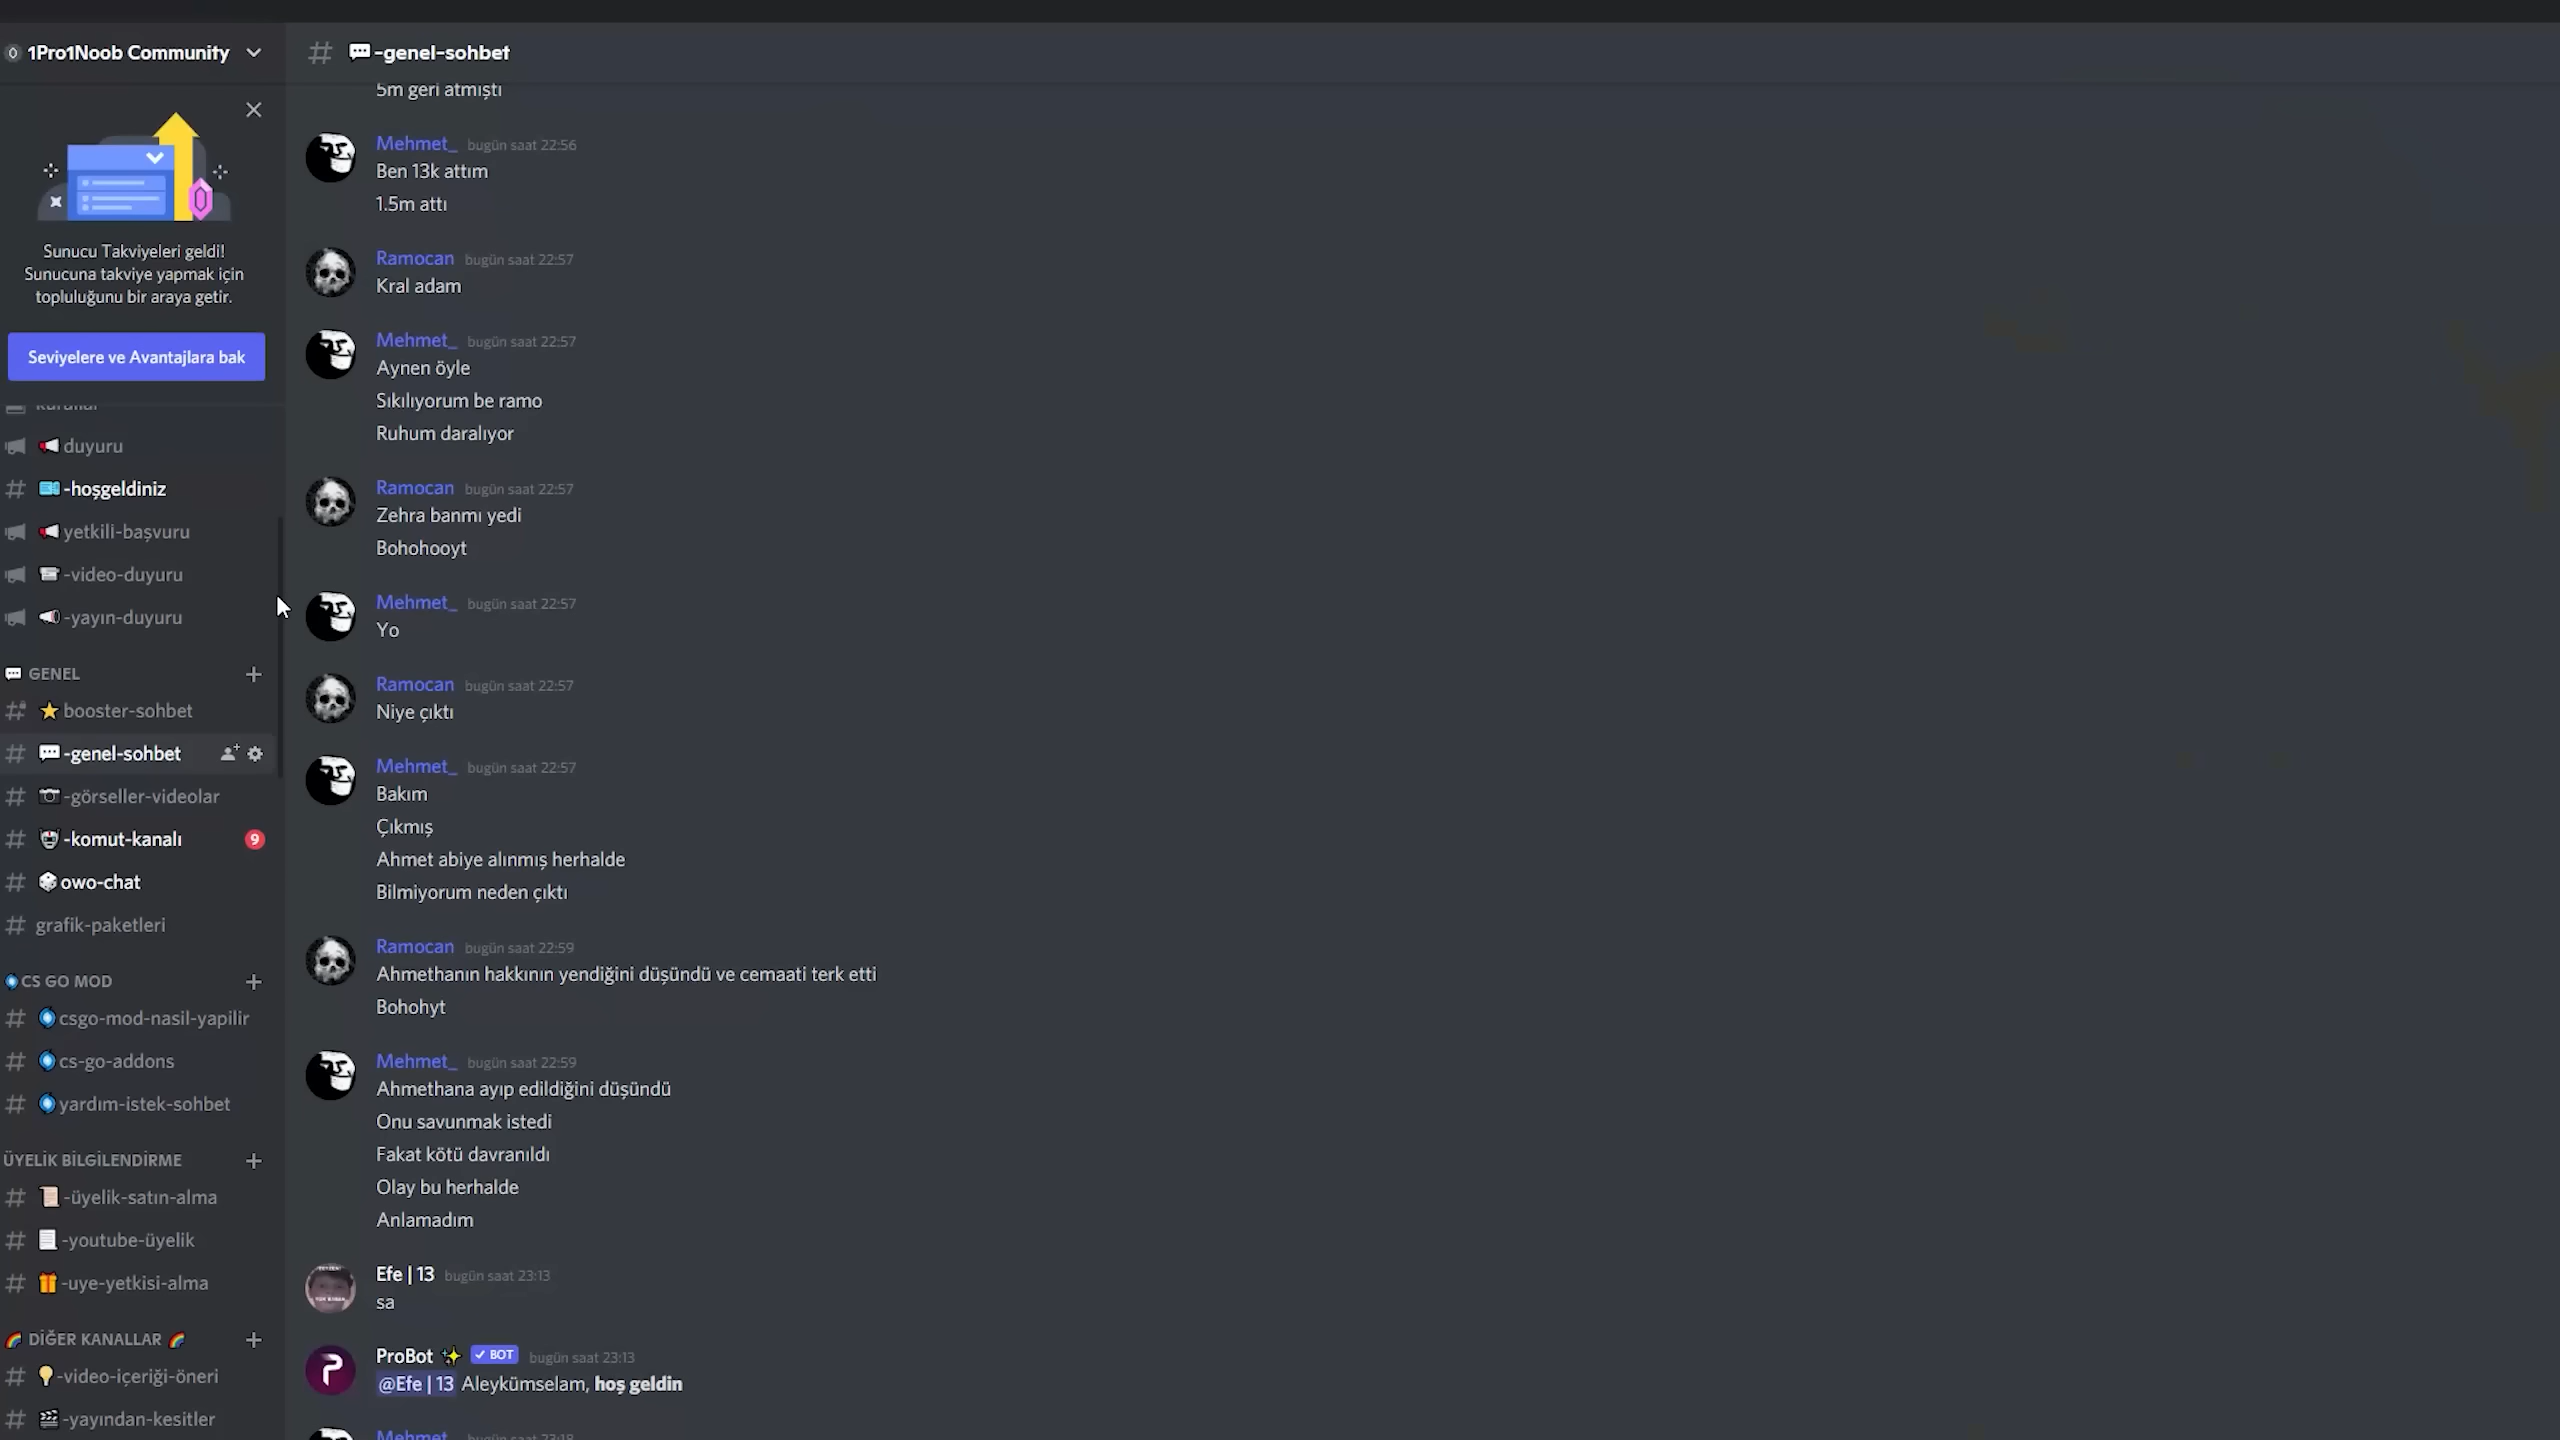 1Pro1Noob Community
Sunucu Takviyeleri geldi!
Sunucuna takviye yapmak için
topluluğunu bir araya getir.
Seviyelere ve Avantajlara bak
kurallar
duyuru
-hoşgeldiniz
yetkili-başvuru
-video-duyuru
-yayın-duyuru
GENEL
booster-sohbet
-genel-sohbet
-görseller-videolar
-komut-kanalı
9
owo-chat
grafik-paketleri
CS GO MOD
csgo-mod-nasil-yapilir
cs-go-addons
yardım-istek-sohbet
ÜYELİK BİLGİLENDİRME
-üyelik-satın-alma
-youtube-üyelik
-uye-yetkisi-alma
DİĞER KANALLAR
-video-içeriği-öneri
-yayından-kesitler
-genel-sohbet
5m geri atmıştı
Mehmet_ bugün saat 22:56
Ben 13k attım
1.5m attı
Ramocan bugün saat 22:57
Kral adam
Mehmet_ bugün saat 22:57
Aynen öyle
Sıkılıyorum be ramo
Ruhum daralıyor
Ramocan bugün saat 22:57
Zehra banmı yedi
Bohohooyt
Mehmet_ bugün saat 22:57
Yo
Ramocan bugün saat 22:57
Niye çıktı
Mehmet_ bugün saat 22:57
Bakım
Çıkmış
Ahmet abiye alınmış herhalde
Bilmiyorum neden çıktı
Ramocan bugün saat 22:59
Ahmethanın hakkının yendiğini düşündü ve cemaati terk etti
Bohohyt
Mehmet_ bugün saat 22:59
Ahmethana ayıp edildiğini düşündü
Onu savunmak istedi
Fakat kötü davranıldı
Olay bu herhalde
Anlamadım
Efe | 13 bugün saat 23:13
sa
ProBot BOT bugün saat 23:13
@Efe | 13 Aleykümselam, hoş geldin
Mehmet_ bugün saat 23:18